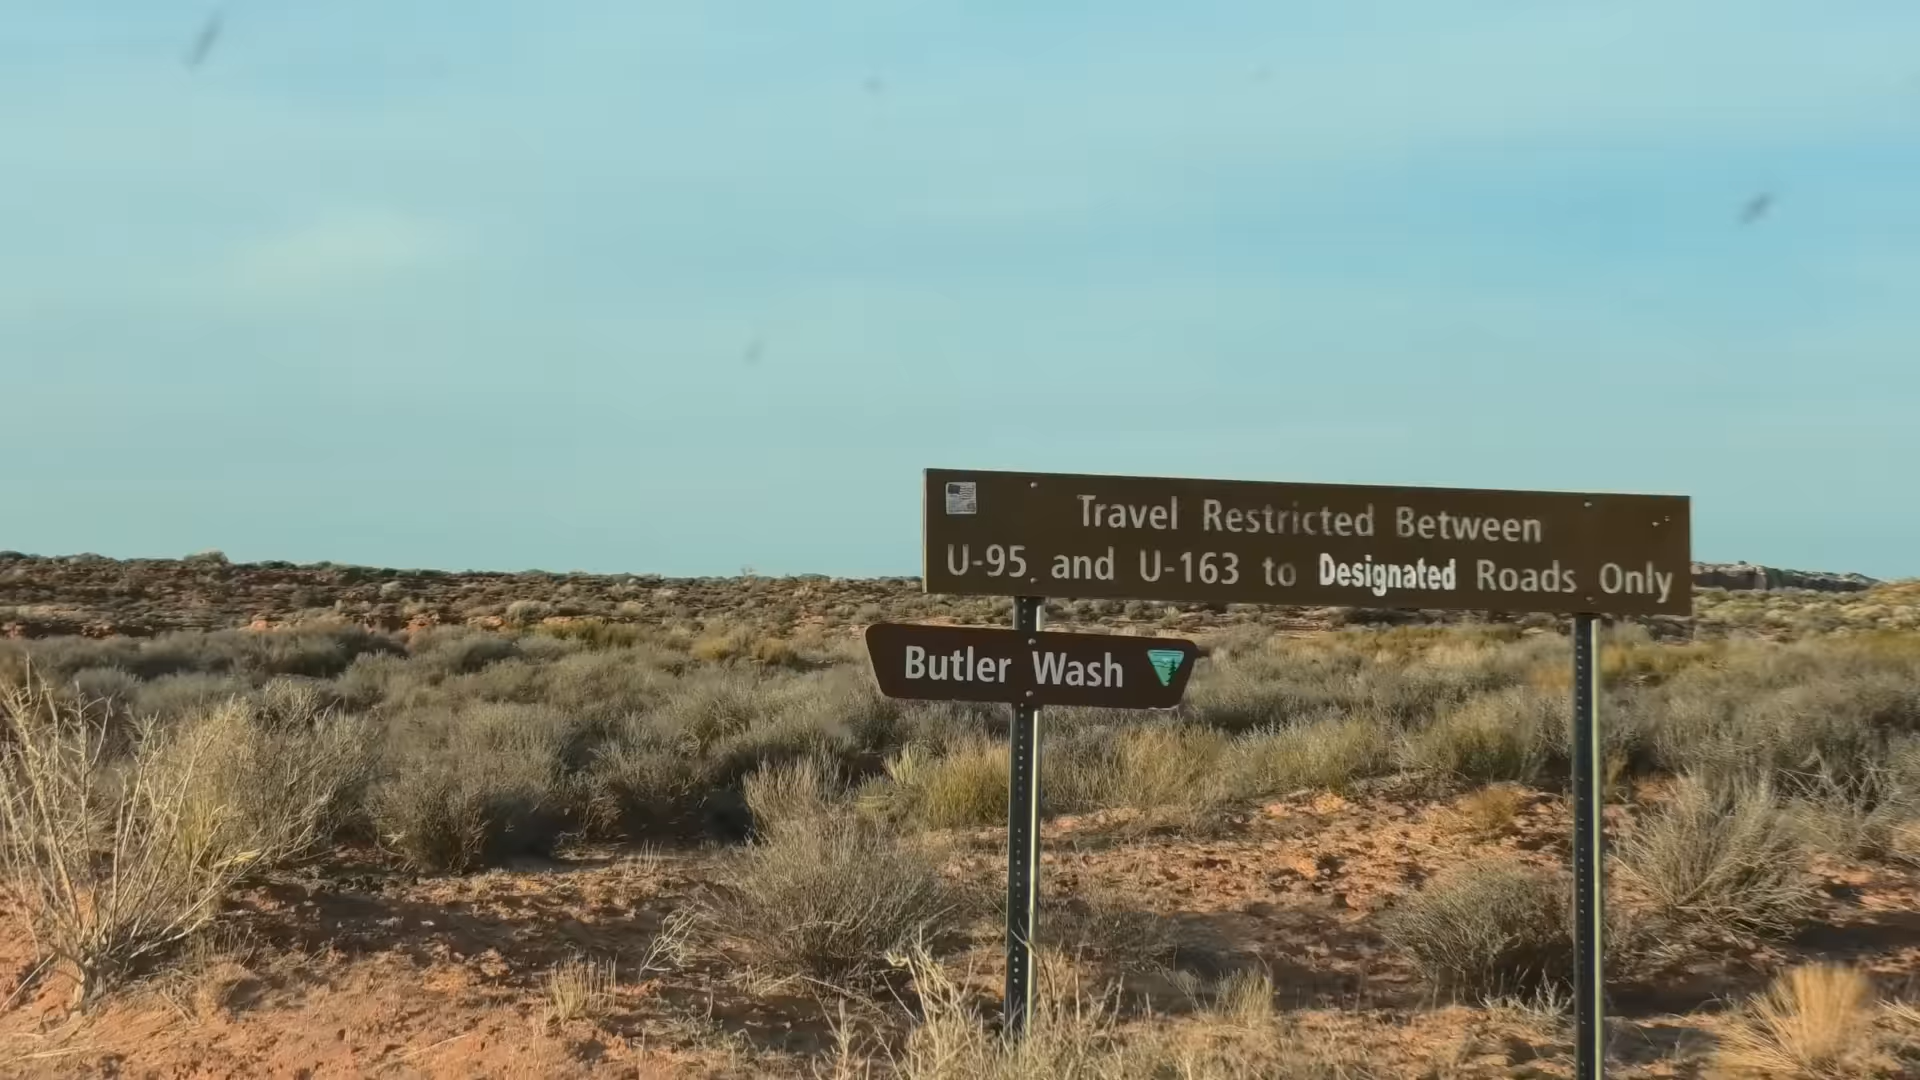 Travel Restricted Between
U-95 and U-163 to Designated Roads Only
Butler Wash